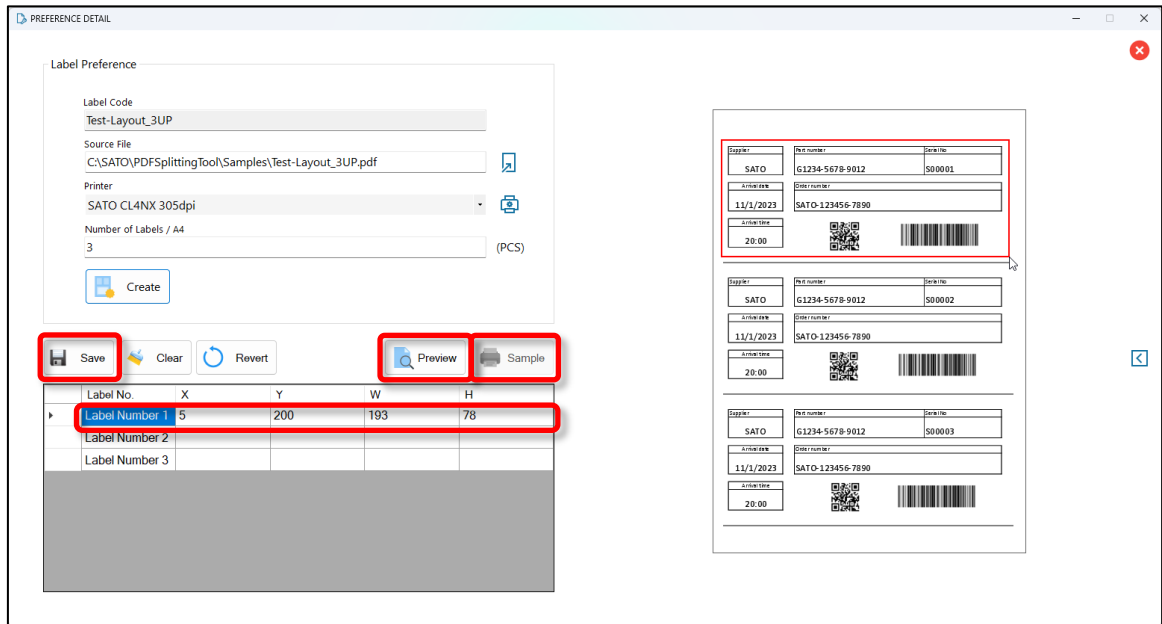 PREFERENCE DETAIL
Label Preference
Label Code
Test-Layout_3UP
Source File
C:\SATO\PDFSplittingTool\Samples\Test-Layout_3UP.pdf
Printer
SATO CL4NX 305dpi
Number of Labels / A4
3 (PCS)
Create
Save Clear Revert Preview Sample
Label No. X Y W H
Label Number 1 5 200 193 78
Label Number 2
Label Number 3
Supplier Part number Serial No
SATO G1234-5678-9012 S00001
Arrival date Order number
11/1/2023 SATO-123456-7890
Arrival time
20:00
Supplier Part number Serial No
SATO G1234-5678-9012 S00002
Arrival date Order number
11/1/2023 SATO-123456-7890
Arrival time
20:00
Supplier Part number Serial No
SATO G1234-5678-9012 S00003
Arrival date Order number
11/1/2023 SATO-123456-7890
Arrival time
20:00